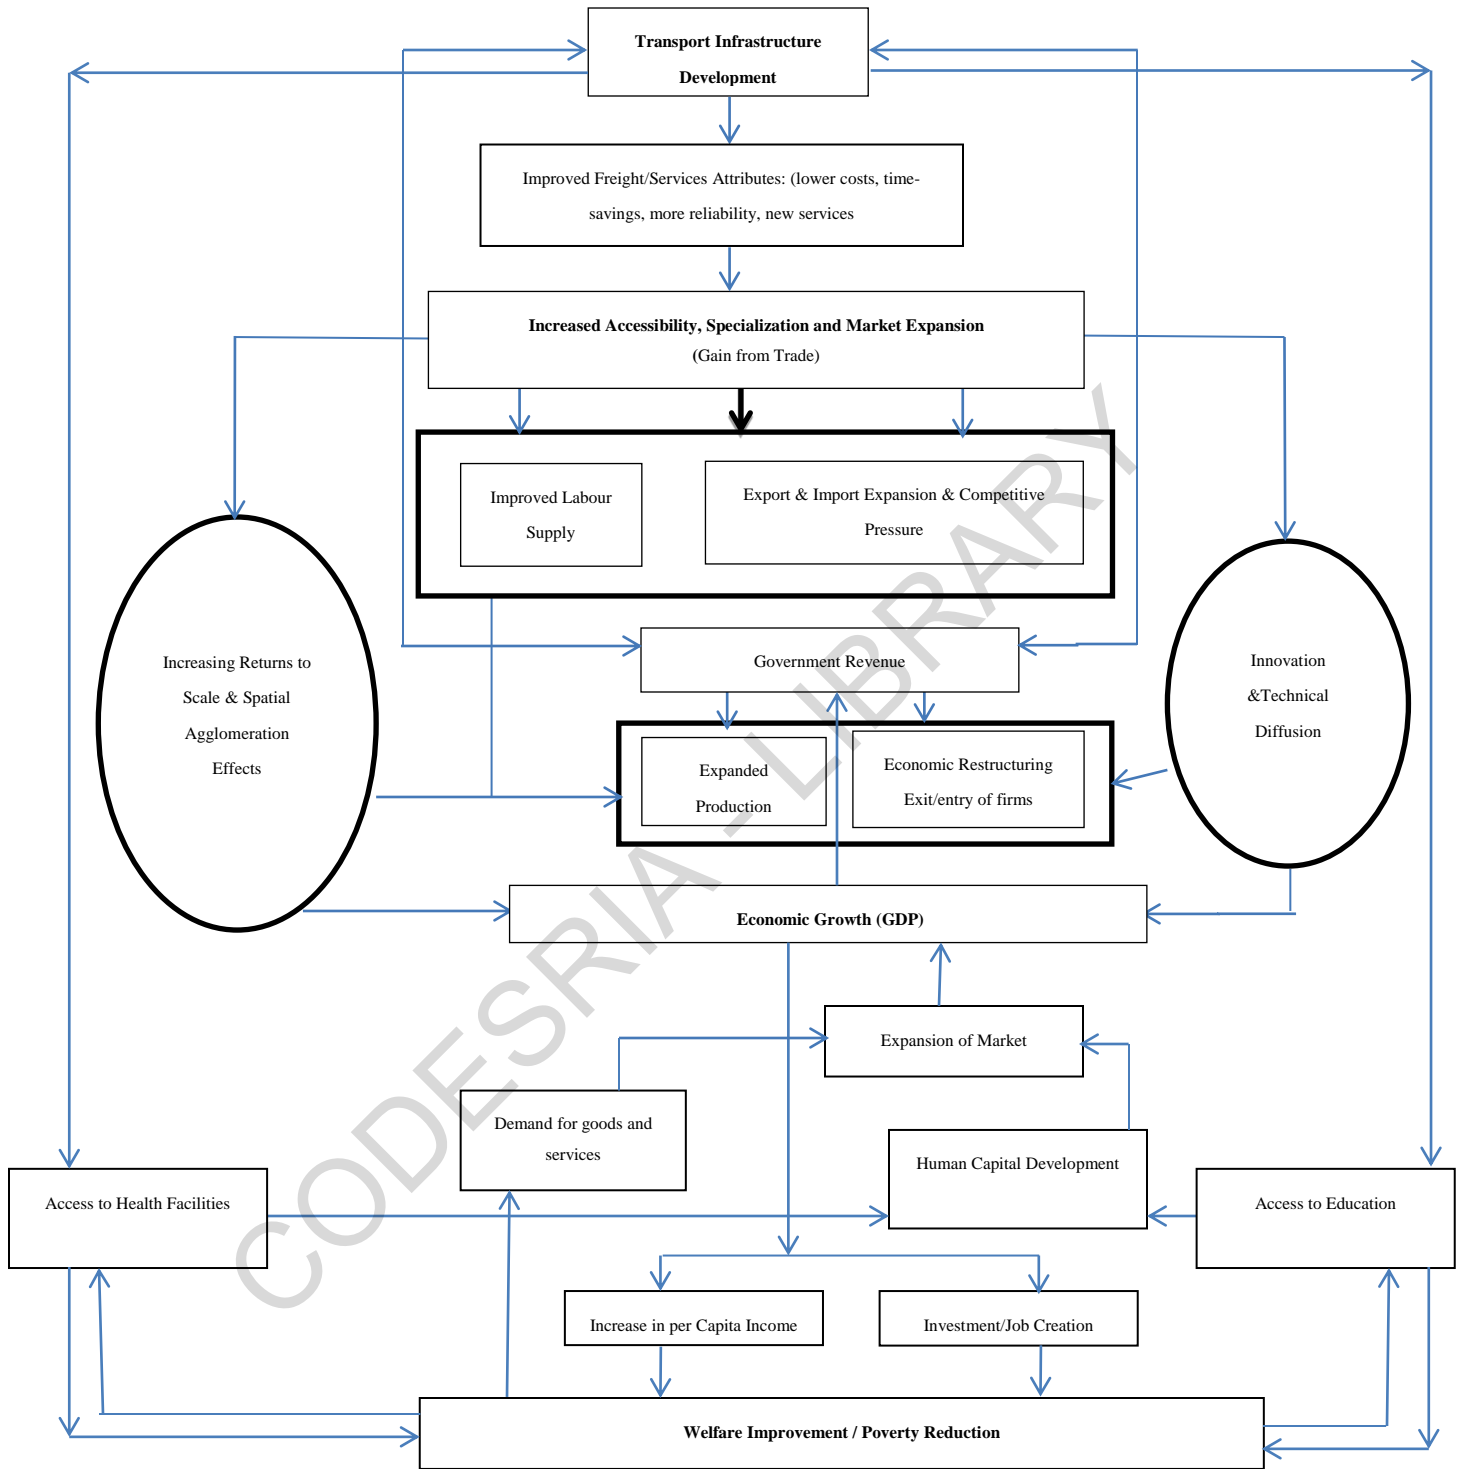 Transport Infrastructure
Development
Improved Freight/Services Attributes: (lower costs, time-
savings, more reliability, new services
Increased Accessibility, Specialization and Market Expansion
(Gain from Trade)
Improved Labour
Supply
Export & Import Expansion & Competitive
Pressure
Increasing Returns to
Scale & Spatial
Agglomeration
Effects
Government Revenue
Innovation
&Technical
Diffusion
Expanded
Production
Economic Restructuring
Exit/entry of firms
Economic Growth (GDP)
Expansion of Market
Demand for goods and
services
Human Capital Development
Access to Health Facilities
Access to Education
Increase in per Capita Income
Investment/Job Creation
Welfare Improvement / Poverty Reduction
CODESRIA - LIBRARY